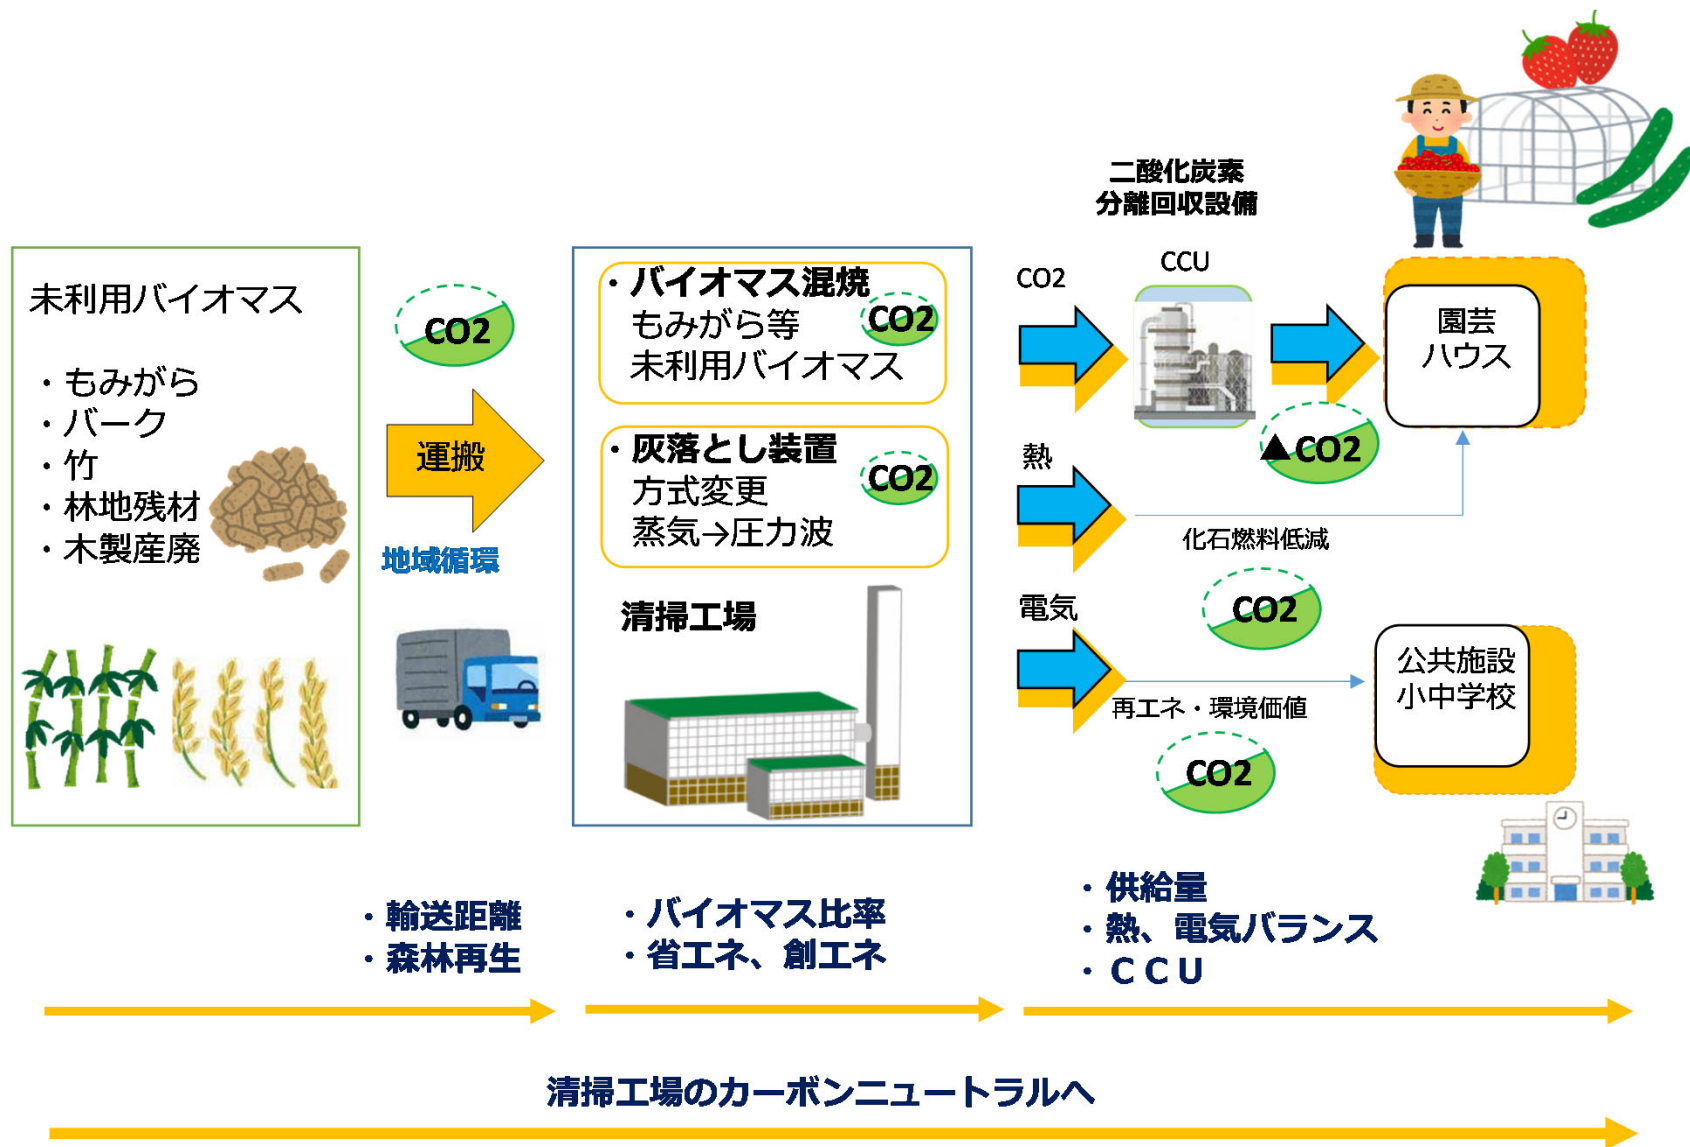 未利用バイオマス
・もみがら
・バーク
・竹
・林地残材
・木製産廃
CO2
運搬
地域循環
・バイオマス混焼
もみがら等
未利用バイオマス
CO2
・灰落とし装置
方式変更
蒸気→圧力波
CO2
清掃工場
二酸化炭素
分離回収設備
CO2
CCU
園芸
ハウス
▲CO2
熱
化石燃料低減
CO2
電気
再エネ・環境価値
CO2
公共施設
小中学校
・輸送距離
・森林再生
・バイオマス比率
・省エネ、創エネ
・供給量
・熱、電気バランス
・ＣＣＵ
清掃工場のカーボンニュートラルへ